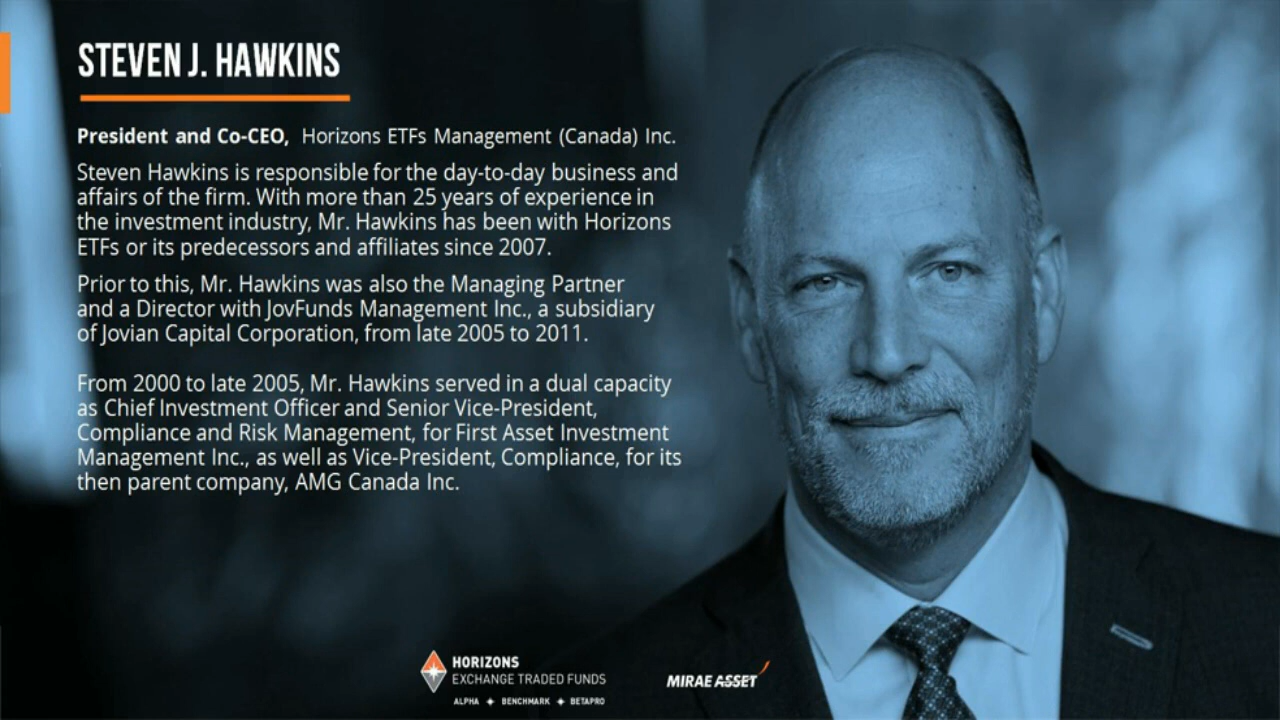 STEVEN J. HAWKINS
President and Co-CEO, Horizons ETFs Management (Canada) Inc.
Steven Hawkins is responsible for the day-to-day business and
affairs of the firm. With more than 25 years of experience in
the investment industry, Mr. Hawkins has been with Horizons
ETFs or its predecessors and affiliates since 2007.
Prior to this, Mr. Hawkins was also the Managing Partner
and a Director with JovFunds Management Inc., a subsidiary
of Jovian Capital Corporation, from late 2005 to 2011.
From 2000 to late 2005, Mr. Hawkins served in a dual capacity
as Chief Investment Officer and Senior Vice-President,
Compliance and Risk Management, for First Asset Investment
Management Inc., as well as Vice-President, Compliance, for its
then parent company, AMG Canada Inc.
HORIZONS
EXCHANGE TRADED FUNDS
ALPHA BENCHMARK BETAPRO
MIRAE ASSET